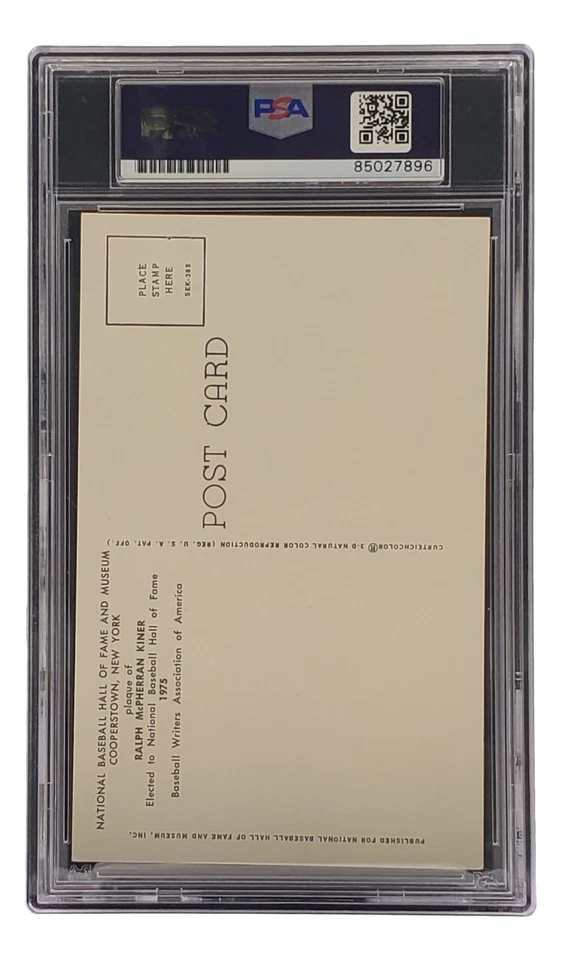 PSA
85027896
PLACE
STAMP
HERE
SEK-385
POST CARD
CURTEICHCOLOR® 3-D NATURAL COLOR REPRODUCTION (REG. U. S. A. PAT. OFF.)
NATIONAL BASEBALL HALL OF FAME AND MUSEUM
COOPERSTOWN, NEW YORK
plaque of
RALPH McPHERRAN KINER
Elected to National Baseball Hall of Fame
1975
Baseball Writers Association of America
PUBLISHED FOR NATIONAL BASEBALL HALL OF FAME AND MUSEUM, INC.